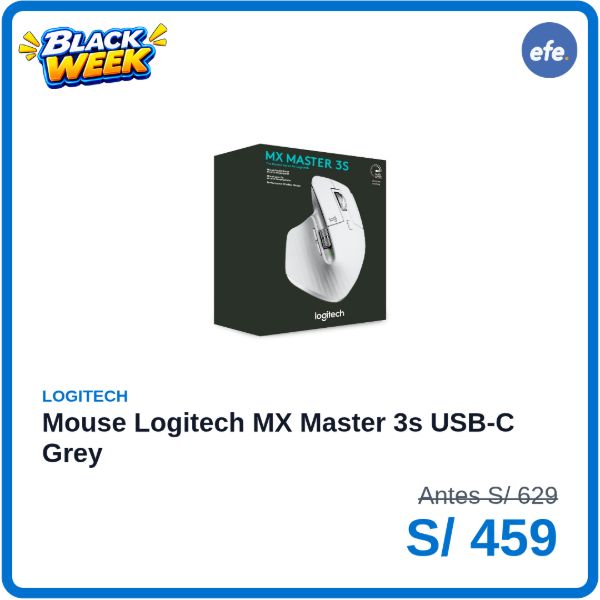 BLACK
WEEK
efe.
MX MASTER 3S
logitech
LOGITECH
Mouse Logitech MX Master 3s USB-C
Grey
Antes S/ 629
S/ 459